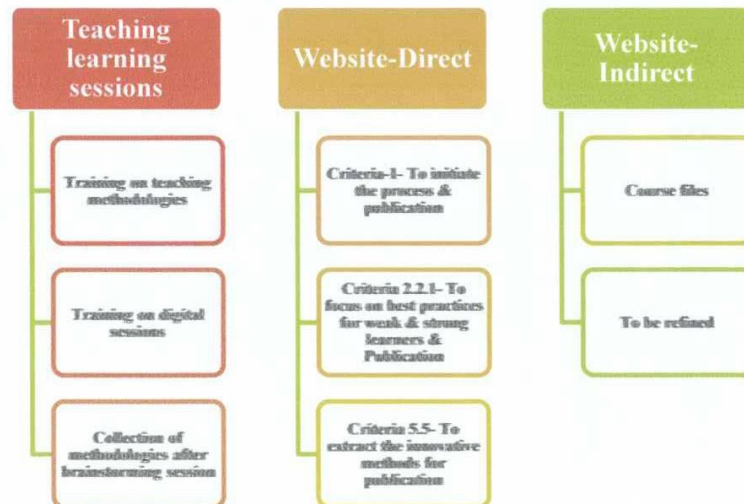 Teaching
learning
sessions
Training on teaching
methodologies
Training on digital
sessions
Collection of
methodologies after
brainstorming session
Website-Direct
Criteria-1- To initiate
the process &
publication
Criteria 2.2.1- To
focus on best practices
for weak & strong
learners &
Publication
Criteria 5.5- To
extract the innovative
methods for
publication
Website-
Indirect
Course files
To be refined